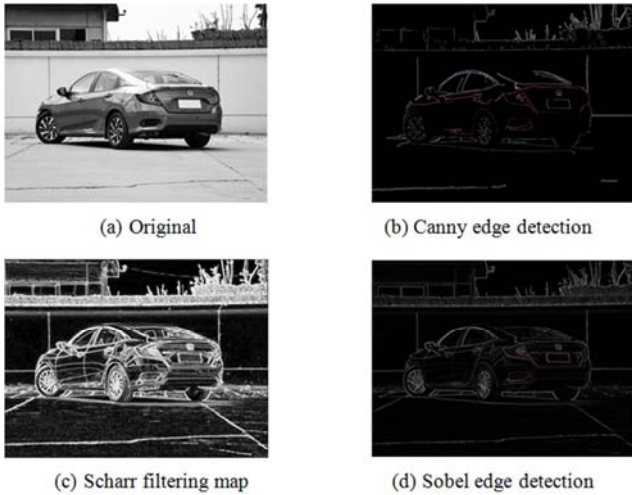 (a) Original
(b) Canny edge detection
(c) Scharr filtering map
(d) Sobel edge detection